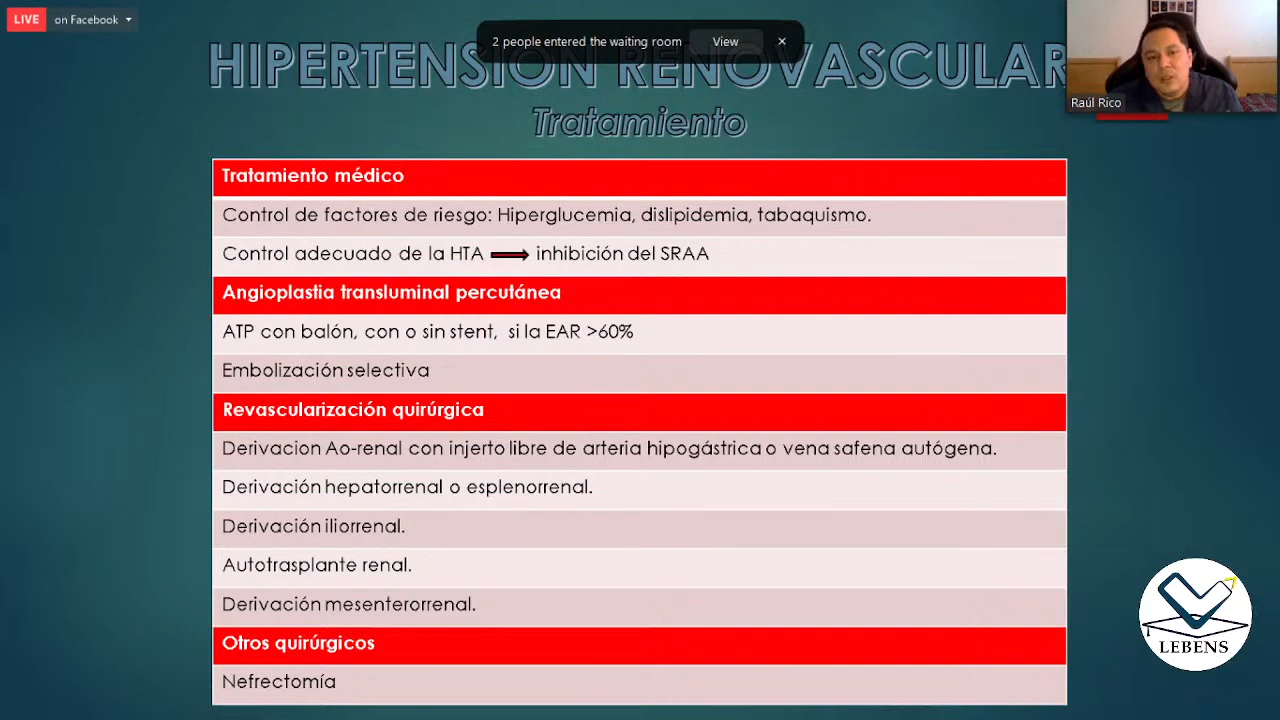 LIVE on Facebook
2 people entered the waiting room View
HIPERTENSION RENOVASCULAR
Raúl Rico
Tratamiento
Tratamiento médico
Control de factores de riesgo: Hiperglucemia, dislipidemia, tabaquismo.
Control adecuado de la HTA inhibición del SRAA
Angioplastia transluminal percutánea
ATP con balón, con o sin stent, si la EAR >60%
Embolización selectiva
Revascularización quirúrgica
Derivacion Ao-renal con injerto libre de arteria hipogástrica o vena safena autógena.
Derivación hepatorrenal o esplenorrenal.
Derivación iliorrenal.
Autotrasplante renal.
Derivación mesenterorrenal.
Otros quirúrgicos
Nefrectomía
LEBENS